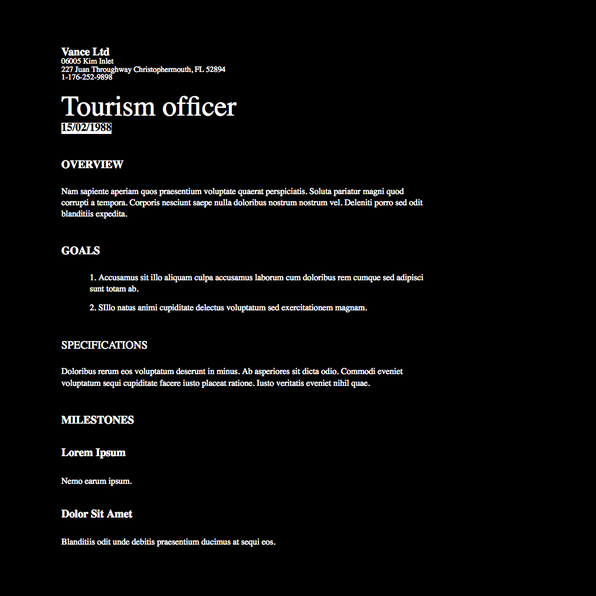 Vance Ltd
06005 Kim Inlet
227 Juan Throughway Christophermouth, FL 52894
1-176-252-9898
Tourism officer
15/02/1988
OVERVIEW
Nam sapiente aperiam quos praesentium voluptate quaerat perspiciatis. Soluta pariatur magni quod
corrupti a tempora. Corporis nesciunt saepe nulla doloribus nostrum nostrum vel. Deleniti porro sed odit
blanditiis expedita.
GOALS
1. Accusamus sit illo aliquam culpa accusamus laborum cum doloribus rem cumque sed adipisci
sunt totam ab.
2. SIllo natus animi cupiditate delectus voluptatum sed exercitationem magnam.
SPECIFICATIONS
Doloribus rerum eos voluptatum deserunt in minus. Ab asperiores sit dicta odio. Commodi eveniet
voluptatum sequi cupiditate facere iusto placeat ratione. Iusto veritatis eveniet nihil quae.
MILESTONES
Lorem Ipsum
Nemo earum ipsum.
Dolor Sit Amet
Blanditiis odit unde debitis praesentium ducimus at sequi eos.